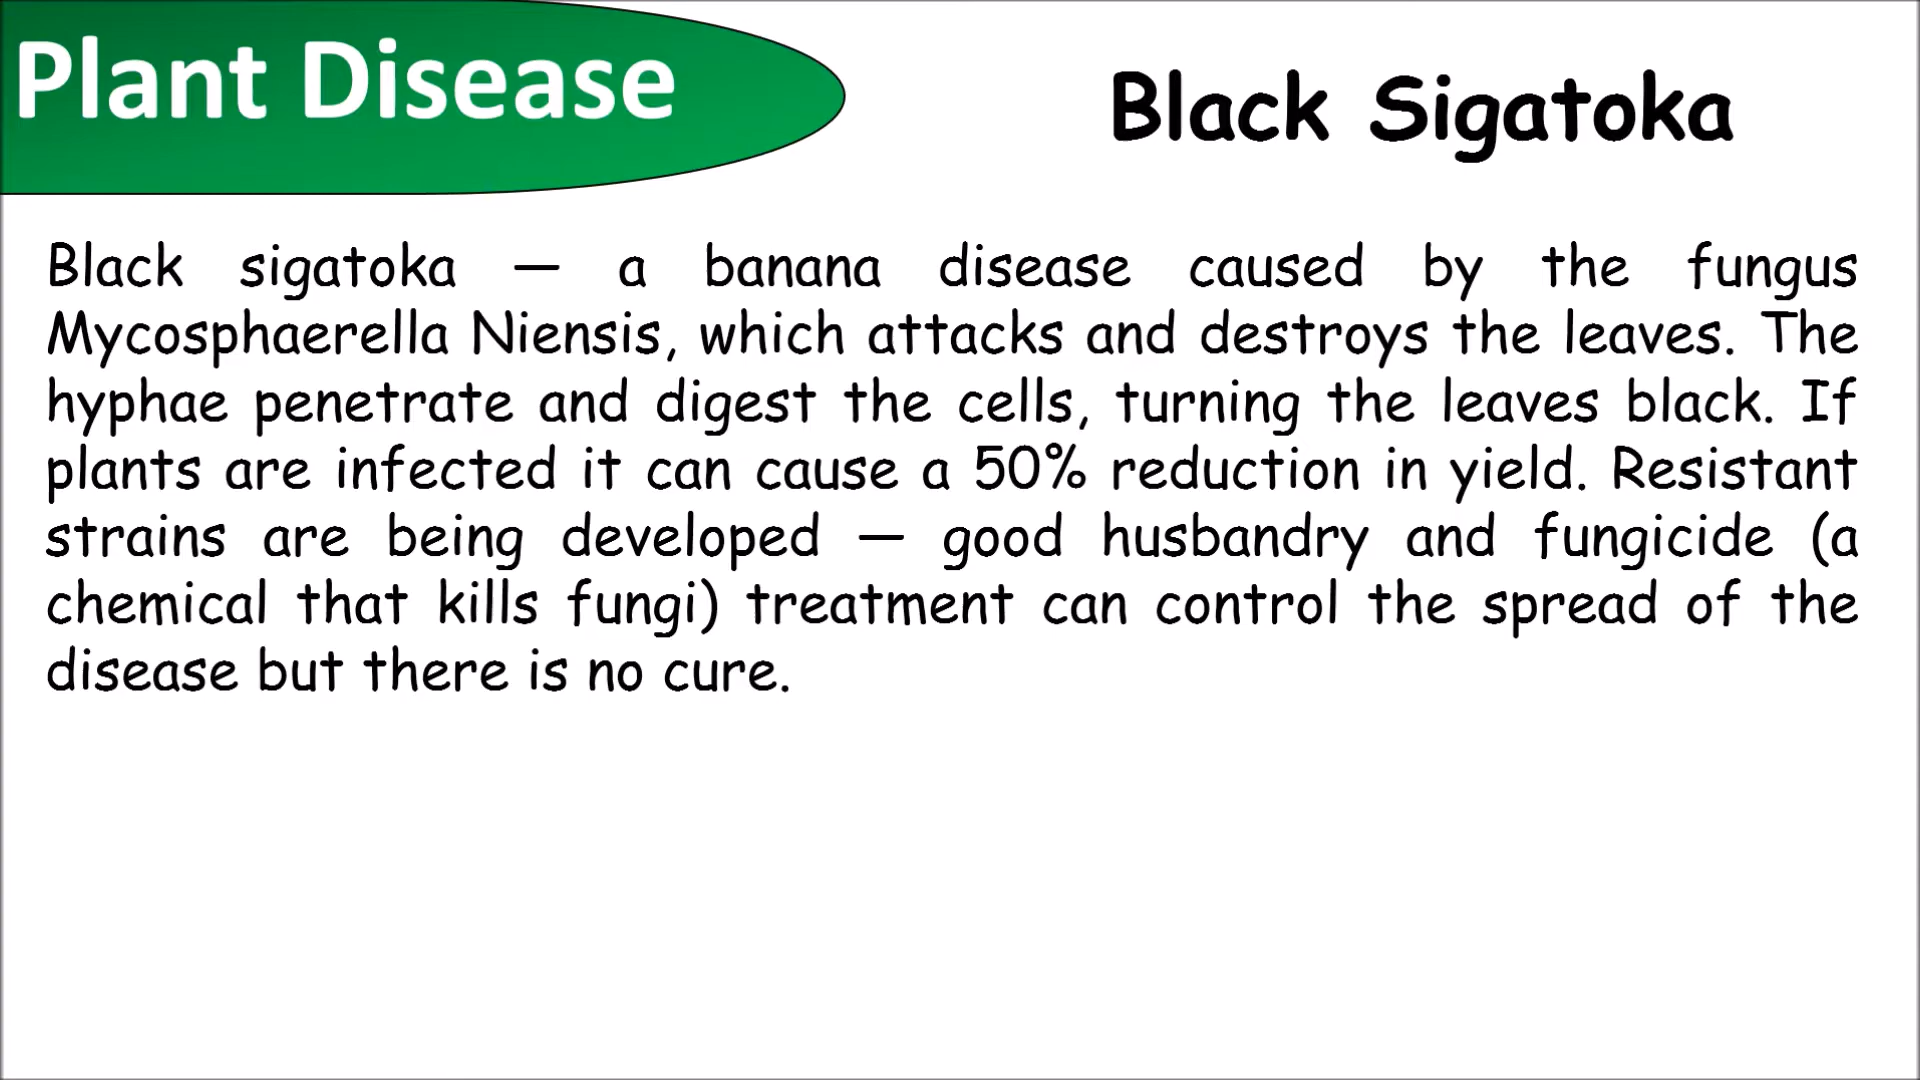 Plant Disease
Black Sigatoka
Black sigatoka — a banana disease caused by the fungus
Mycosphaerella Niensis, which attacks and destroys the leaves. The
hyphae penetrate and digest the cells, turning the leaves black. If
plants are infected it can cause a 50% reduction in yield. Resistant
strains are being developed — good husbandry and fungicide (a
chemical that kills fungi) treatment can control the spread of the
disease but there is no cure.